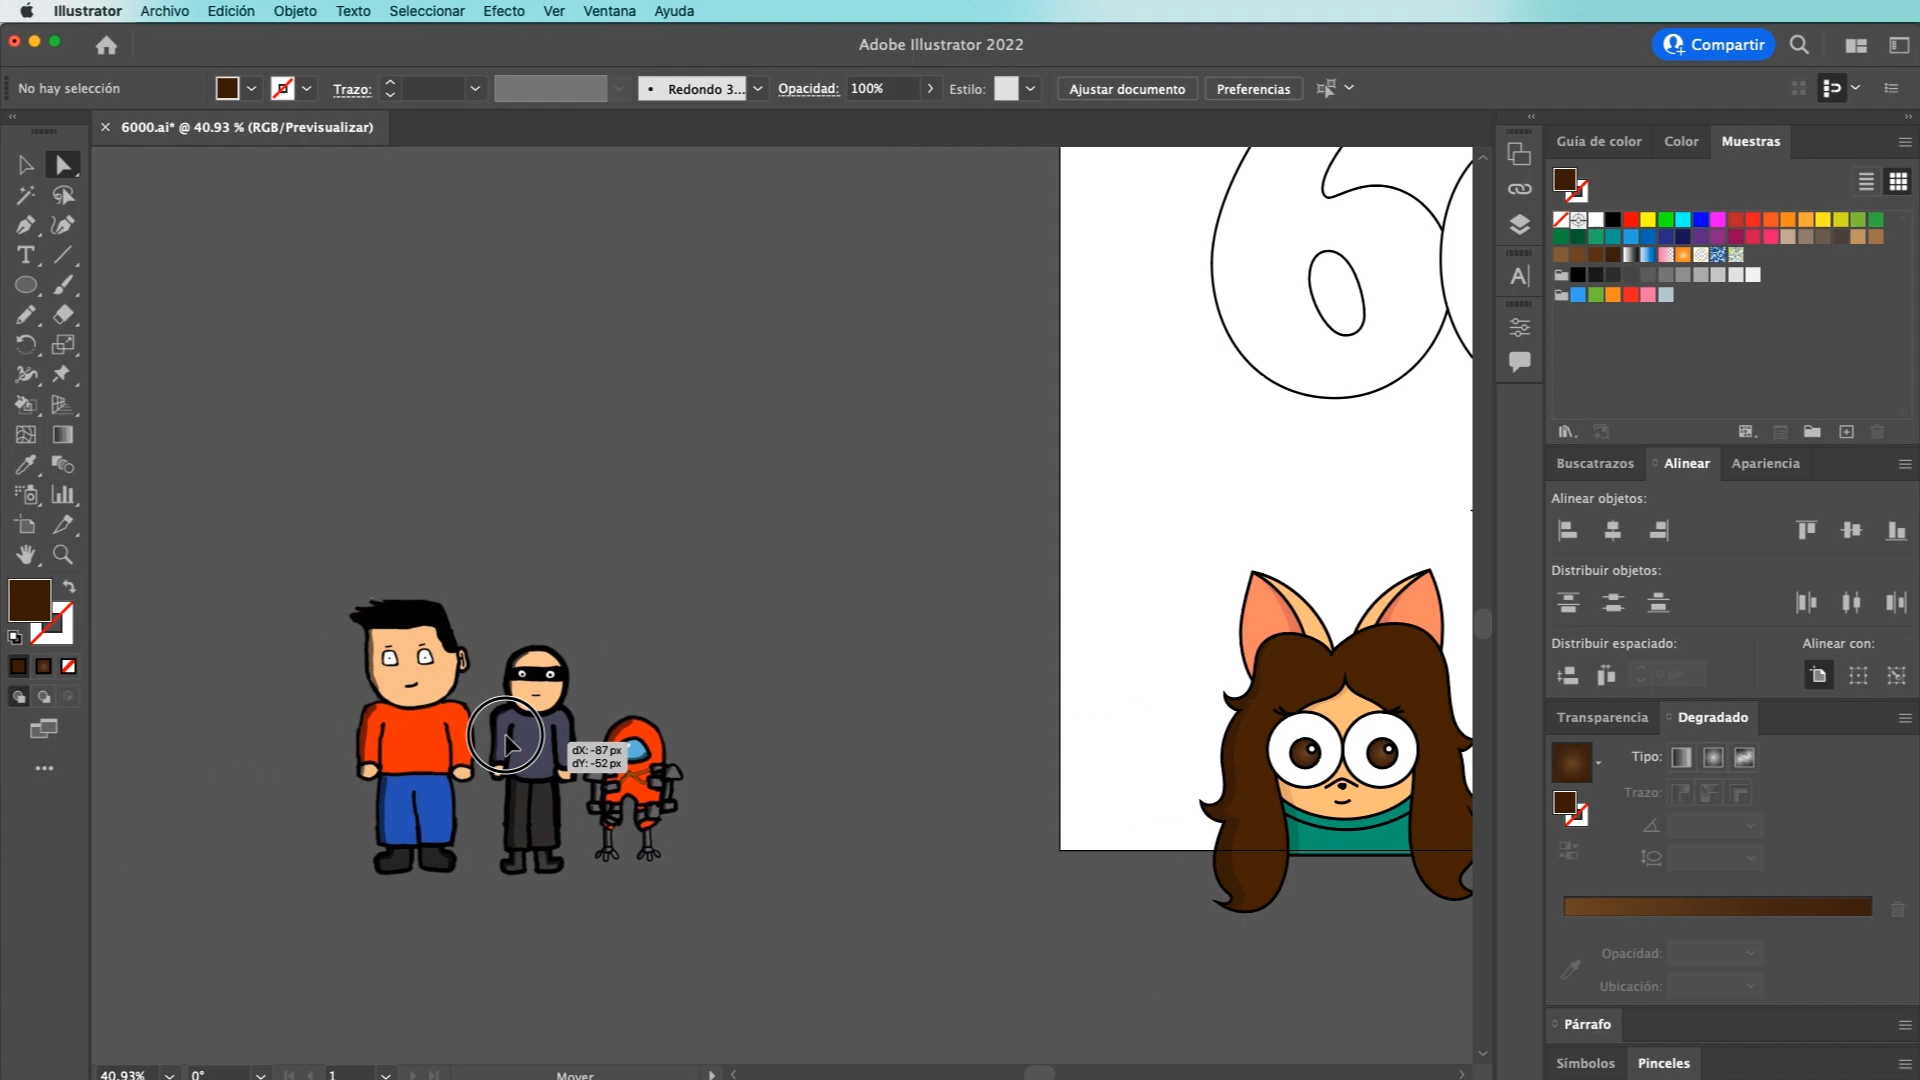 Illustrator Archivo Edición Objeto Texto Seleccionar Efecto Ver Ventana Ayuda
Adobe Illustrator 2022
Compartir
No hay selección
Trazo:
Redondo 3...
Opacidad: 100%
Estilo:
Ajustar documento
Preferencias
6000.ai* @ 40.93 % (RGB/Previsualizar)
6
Guía de color Color Muestras
Buscatrazos Alinear Apariencia
Alinear objetos:
Distribuir objetos:
Distribuir espaciado: Alinear con:
0 px
Transparencia Degradado
Tipo:
Trazo:
Opacidad:
Ubicación:
Párrafo
Símbolos Pinceles
dX: -87 px
dY: -52 px
40.93% 0° 1 Mover